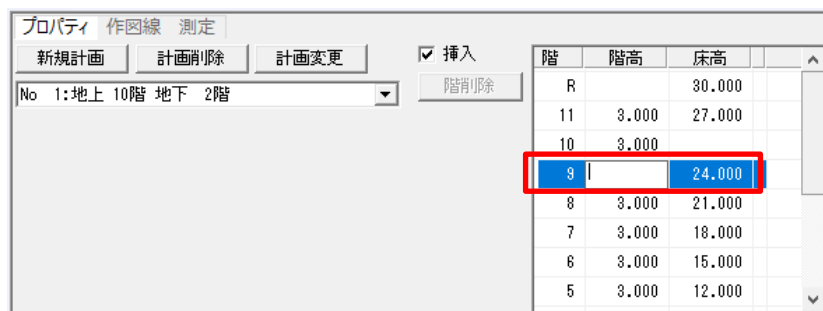 プロパティ 作図線 測定
新規計画 計画削除 計画変更 挿入
No 1:地上 10階 地下 2階 階削除
階 階高 床高
R 30.000
11 3.000 27.000
10 3.000
9 24.000
8 3.000 21.000
7 3.000 18.000
6 3.000 15.000
5 3.000 12.000